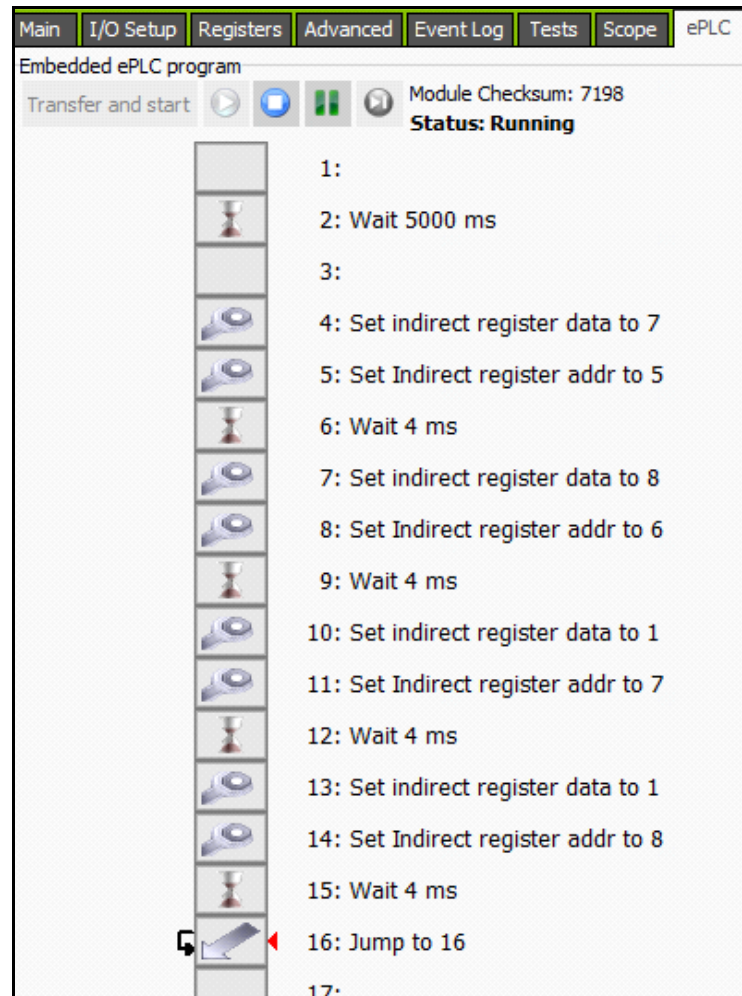 Main I/O Setup Registers Advanced Event Log Tests Scope ePLC
Embedded ePLC program
Transfer and start
Module Checksum: 7198
Status: Running
1:
2: Wait 5000 ms
3:
4: Set indirect register data to 7
5: Set Indirect register addr to 5
6: Wait 4 ms
7: Set indirect register data to 8
8: Set Indirect register addr to 6
9: Wait 4 ms
10: Set indirect register data to 1
11: Set Indirect register addr to 7
12: Wait 4 ms
13: Set indirect register data to 1
14: Set Indirect register addr to 8
15: Wait 4 ms
16: Jump to 16
17: